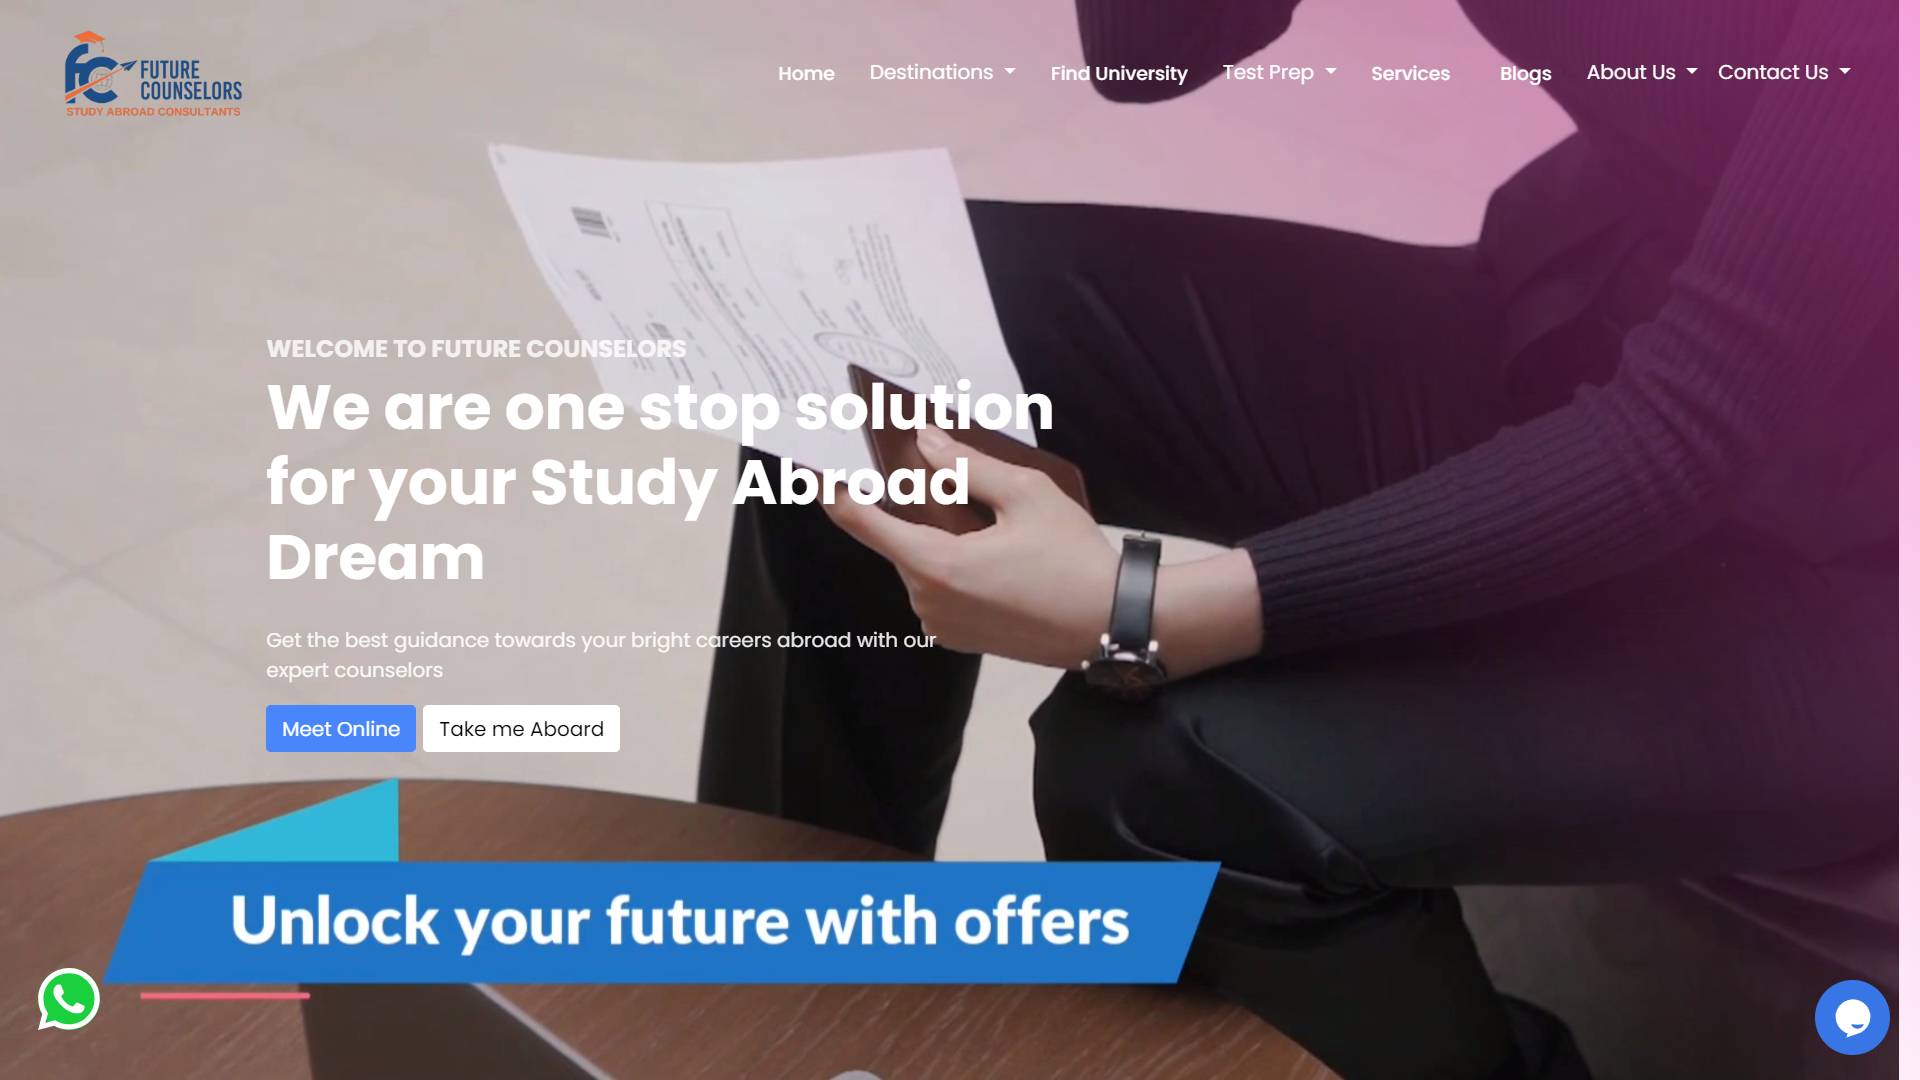 FUTURE
COUNSELORS
STUDY ABROAD CONSULTANTS
Home
Destinations
Find University
Test Prep
Services
Blogs
About Us
Contact Us
WELCOME TO FUTURE COUNSELORS
We are one stop solution
for your Study Abroad
Dream
Get the best guidance towards your bright careers abroad with our
expert counselors
Meet Online
Take me Aboard
Unlock your future with offers